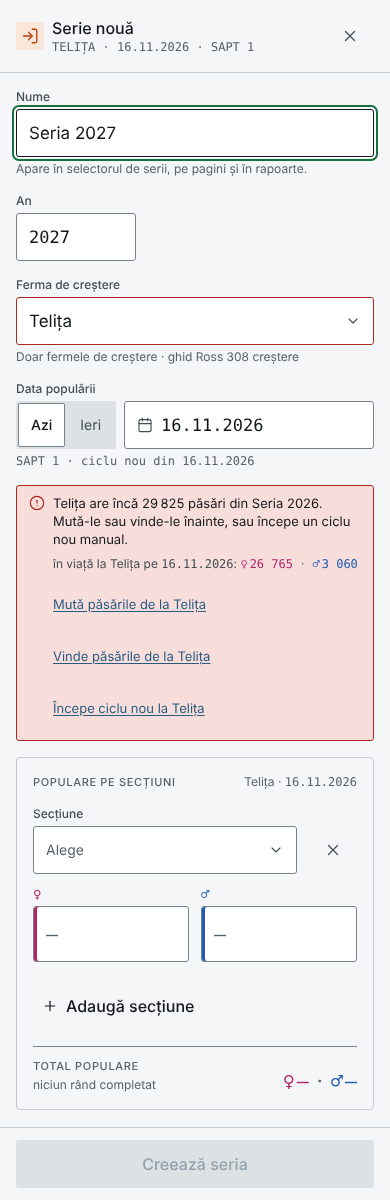 Serie nouă
TELIȚA · 16.11.2026 · SAPT 1
Nume
Seria 2027
Apare în selectorul de serii, pe pagini și în rapoarte.
An
2027
Ferma de creștere
Telița
Doar fermele de creștere · ghid Ross 308 creștere
Data populării
Azi Ieri 16.11.2026
SAPT 1 · ciclu nou din 16.11.2026
Telița are încă 29 825 păsări din Seria 2026.
Mută-le sau vinde-le înainte, sau începe un ciclu
nou manual.
în viață la Telița pe 16.11.2026: ♀26 765 · ♂3 060
Mută păsările de la Telița
Vinde păsările de la Telița
Începe ciclu nou la Telița
POPULARE PE SECȚIUNI Telița · 16.11.2026
Secțiune
Alege
♀ ♂
— —
+ Adaugă secțiune
TOTAL POPULARE
niciun rând completat ♀— · ♂—
Creează seria